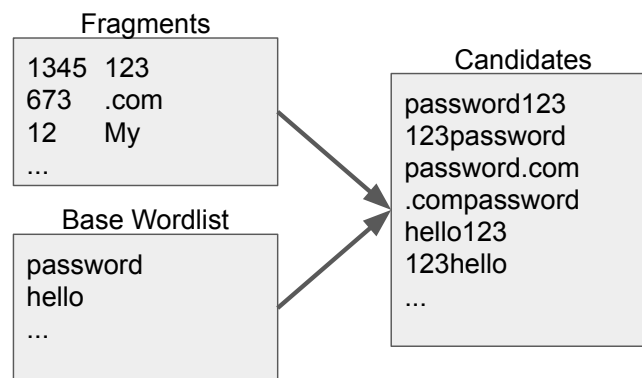 Fragments
1345 123
673 .com
12 My
...
Base Wordlist
password
hello
...
Candidates
password123
123password
password.com
.compassword
hello123
123hello
...